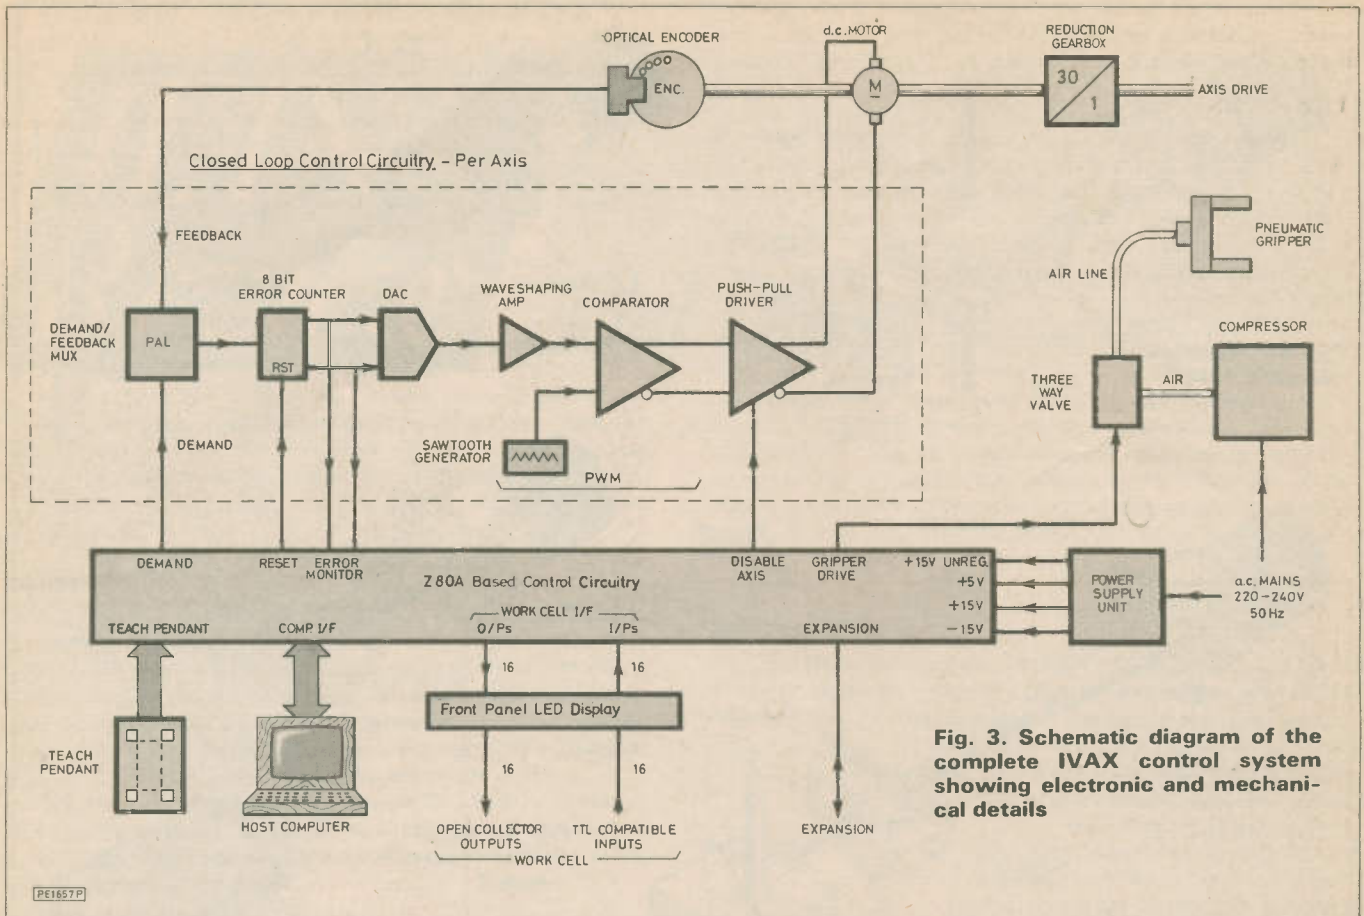 OPTICAL ENCODER
ENC.
d.c. MOTOR
M
REDUCTION
GEARBOX
30
1
AXIS DRIVE
Closed Loop Control Circuitry - Per Axis
FEEDBACK
DEMAND/
FEEDBACK
MUX
PAL
8 BIT
ERROR COUNTER
RST
DAC
WAVESHAPING
AMP
COMPARATOR
PUSH-PULL
DRIVER
DEMAND
SAWTOOTH
GENERATOR
PWM
PNEUMATIC
GRIPPER
AIR LINE
COMPRESSOR
THREE
WAY
VALVE
AIR
DEMAND
RESET
ERROR
MONITOR
DISABLE
AXIS
GRIPPER
DRIVE
+15V UNREG.
+5V
+15V
-15V
Z80A Based Control Circuitry
WORK CELL I/F
TEACH PENDANT
COMP. I/F
O/Ps
I/Ps
EXPANSION
POWER
SUPPLY
UNIT
a.c. MAINS
220-240V
50Hz
16
16
Front Panel LED Display
16
16
TEACH
PENDANT
HOST COMPUTER
OPEN COLLECTOR
OUTPUTS
TTL COMPATIBLE
INPUTS
WORK CELL
EXPANSION
Fig. 3. Schematic diagram of the
complete IVAX control system
showing electronic and mechani-
cal details
PE1657P